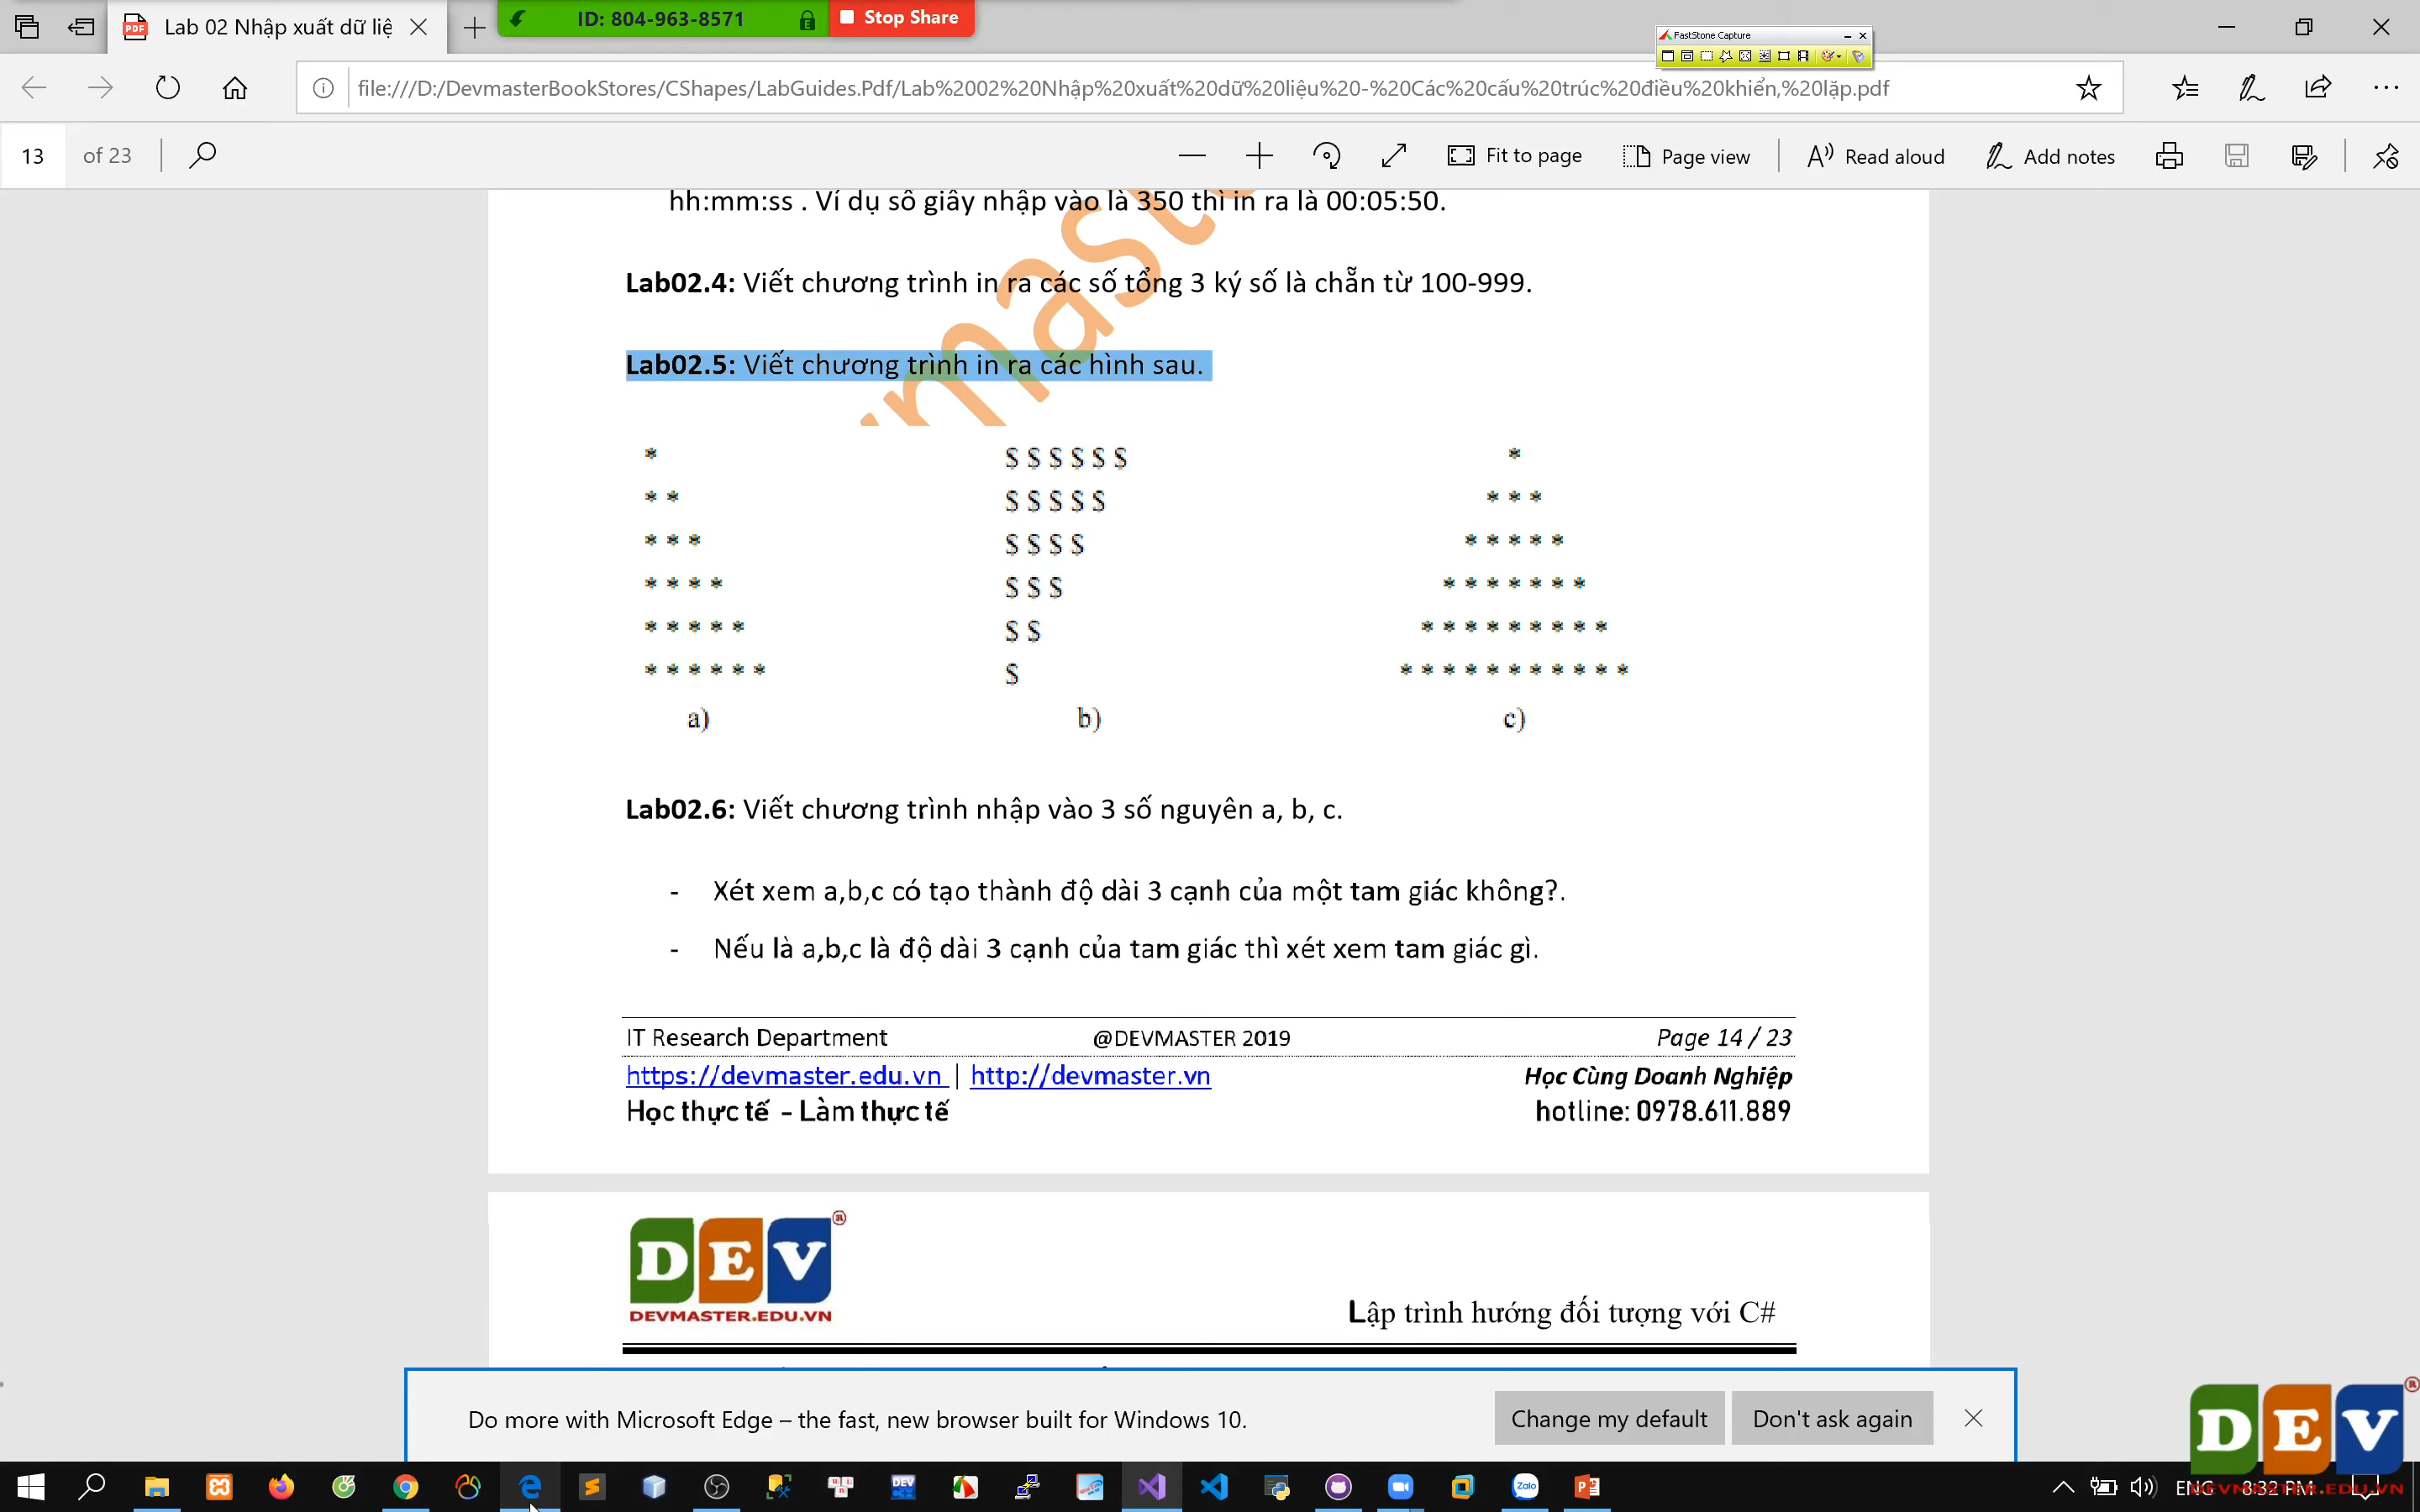 Lab 02 Nhập xuất dữ liệ
ID: 804-963-8571
Stop Share
FastStone Capture
file:///D:/DevmasterBookStores/CShapes/LabGuides.Pdf/Lab%2002%20Nhập%20xuất%20dữ%20liệu%20-%20Các%20cấu%20trúc%20điều%20khiển,%20lặp.pdf
13 of 23
Fit to page
Page view
Read aloud
Add notes
hh:mm:ss . Ví dụ số giây nhập vào là 350 thì in ra là 00:05:50.
Lab02.4: Viết chương trình in ra các số tổng 3 ký số là chẵn từ 100-999.
Lab02.5: Viết chương trình in ra các hình sau.
* $ $ $ $ $ $ *
* * $ $ $ $ $ * * *
* * * $ $ $ $ * * * * *
* * * * $ $ $ * * * * * * *
* * * * * $ $ * * * * * * * * *
* * * * * * $ * * * * * * * * * * *
a) b) c)
Lab02.6: Viết chương trình nhập vào 3 số nguyên a, b, c.
- Xét xem a,b,c có tạo thành độ dài 3 cạnh của một tam giác không?.
- Nếu là a,b,c là độ dài 3 cạnh của tam giác thì xét xem tam giác gì.
IT Research Department @DEVMASTER 2019 Page 14 / 23
https://devmaster.edu.vn | http://devmaster.vn Học Cùng Doanh Nghiệp
Học thực tế - Làm thực tế hotline: 0978.611.889
DEV ®
DEVMASTER.EDU.VN
Lập trình hướng đối tượng với C#
Do more with Microsoft Edge – the fast, new browser built for Windows 10.
Change my default
Don't ask again
DEV ®
ENG 8:32 PM